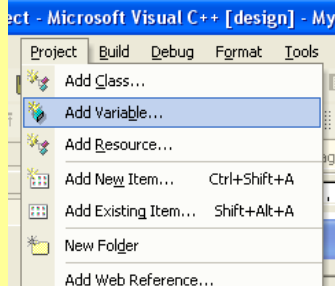 ect - Microsoft Visual C++ [design] - My
Project Build Debug Format Tools
Add Class...
Add Variable...
Add Resource...
Add New Item... Ctrl+Shift+A
Add Existing Item... Shift+Alt+A
New Folder
Add Web Reference...